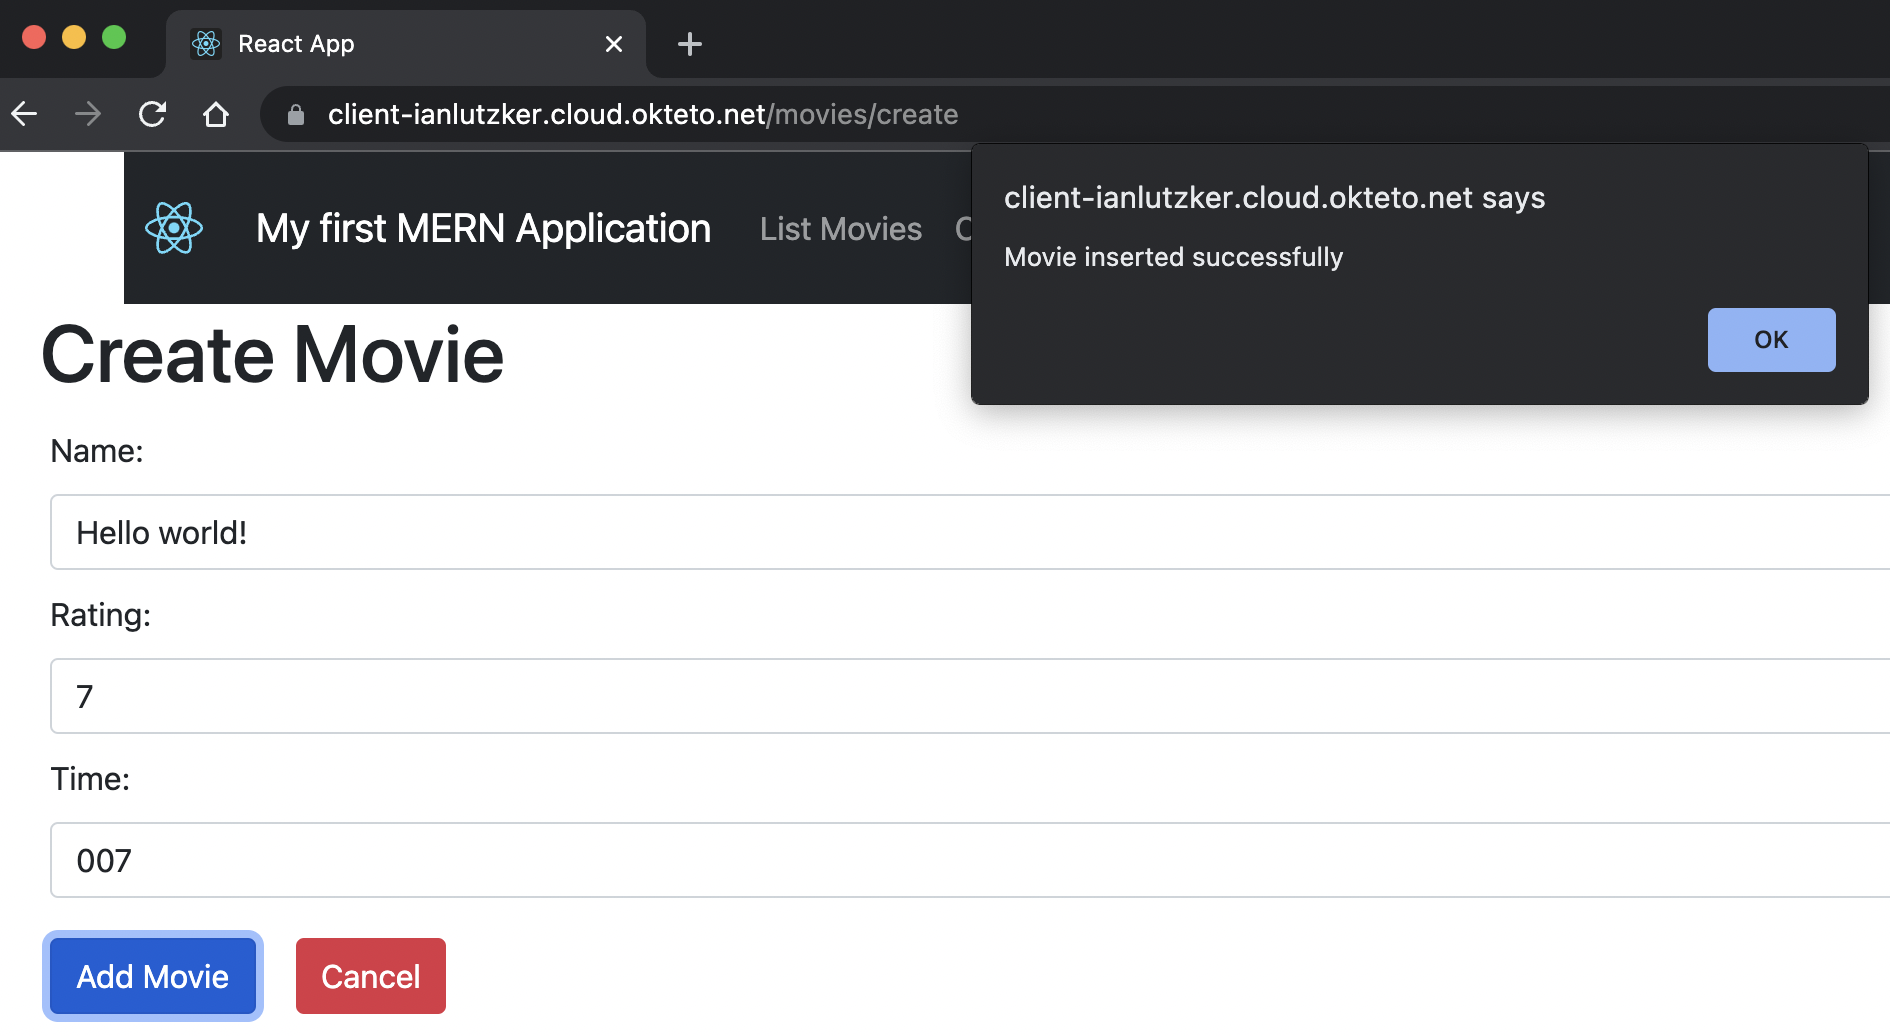 React App
client-ianlutzker.cloud.okteto.net/movies/create
My first MERN Application List Movies
client-ianlutzker.cloud.okteto.net says
Movie inserted successfully
OK
Create Movie
Name:
Hello world!
Rating:
7
Time:
007
Add Movie Cancel